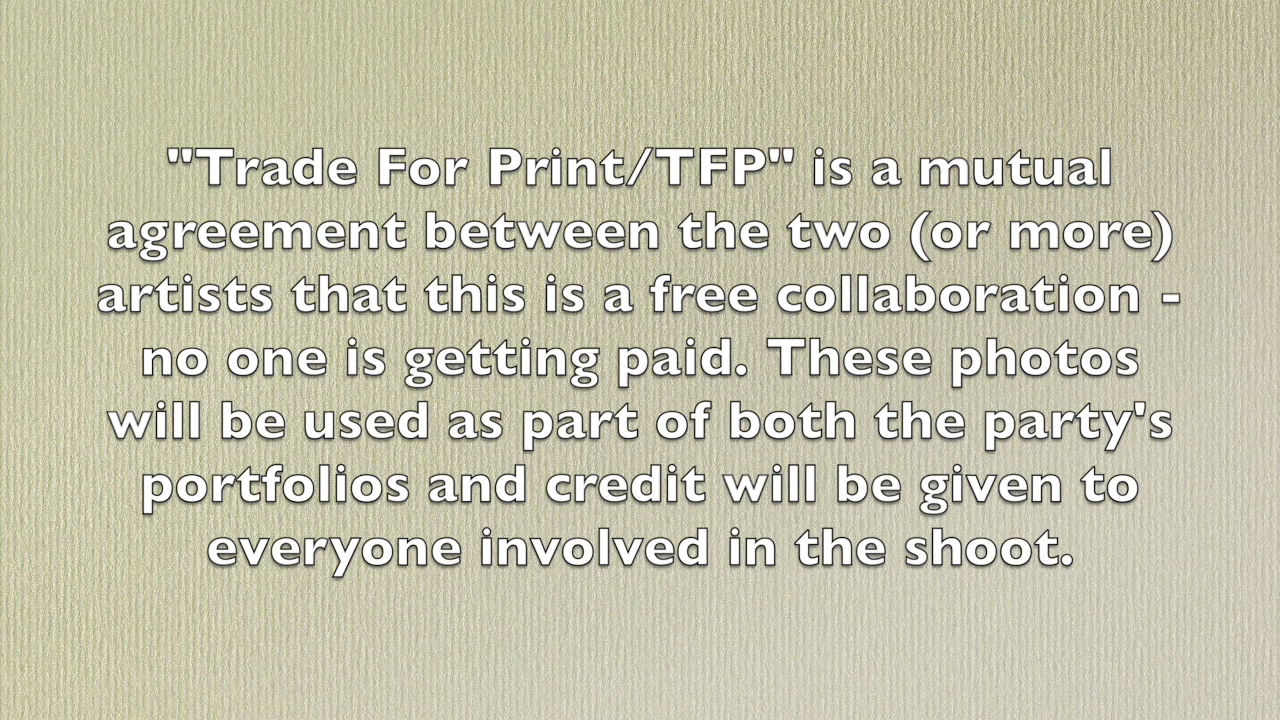 "Trade For Print/TFP" is a mutual
agreement between the two (or more)
artists that this is a free collaboration -
no one is getting paid. These photos
will be used as part of both the party's
portfolios and credit will be given to
everyone involved in the shoot.